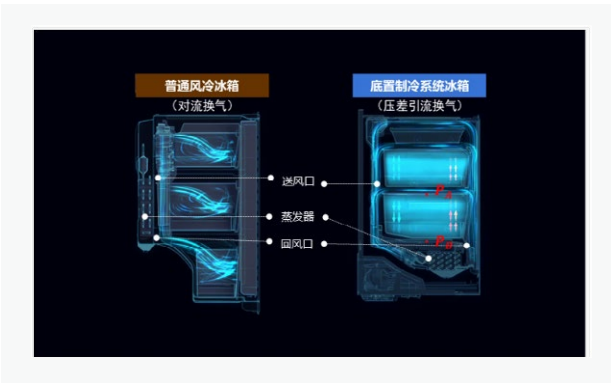 普通风冷冰箱
（对流换气）
底置制冷系统冰箱
（压差引流换气）
送风口
P A
蒸发器
P B
回风口